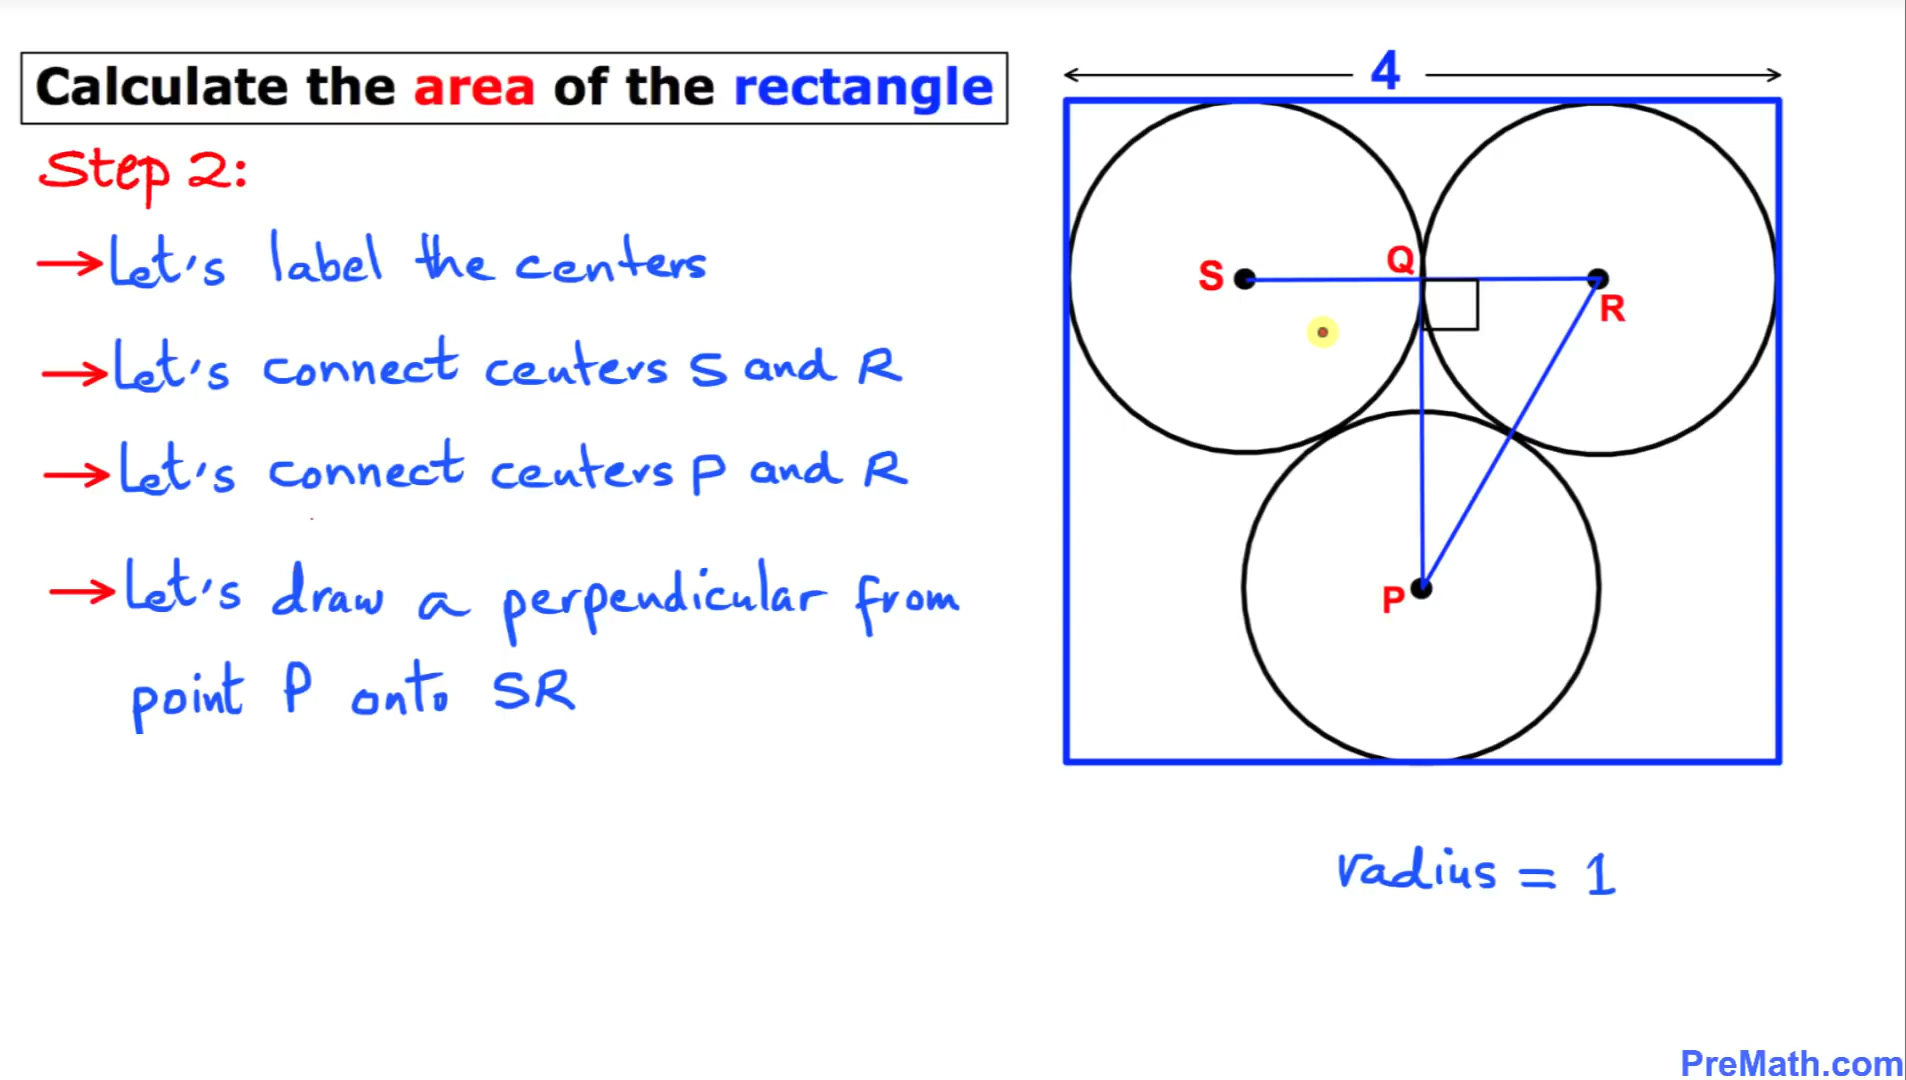 Calculate the area of the rectangle
Step 2:
→Let's label the centers
→Let's connect centers S and R
→Let's connect centers P and R
→Let's draw a perpendicular from
point P onto SR
4
S
Q
R
P
radius = 1
PreMath.com